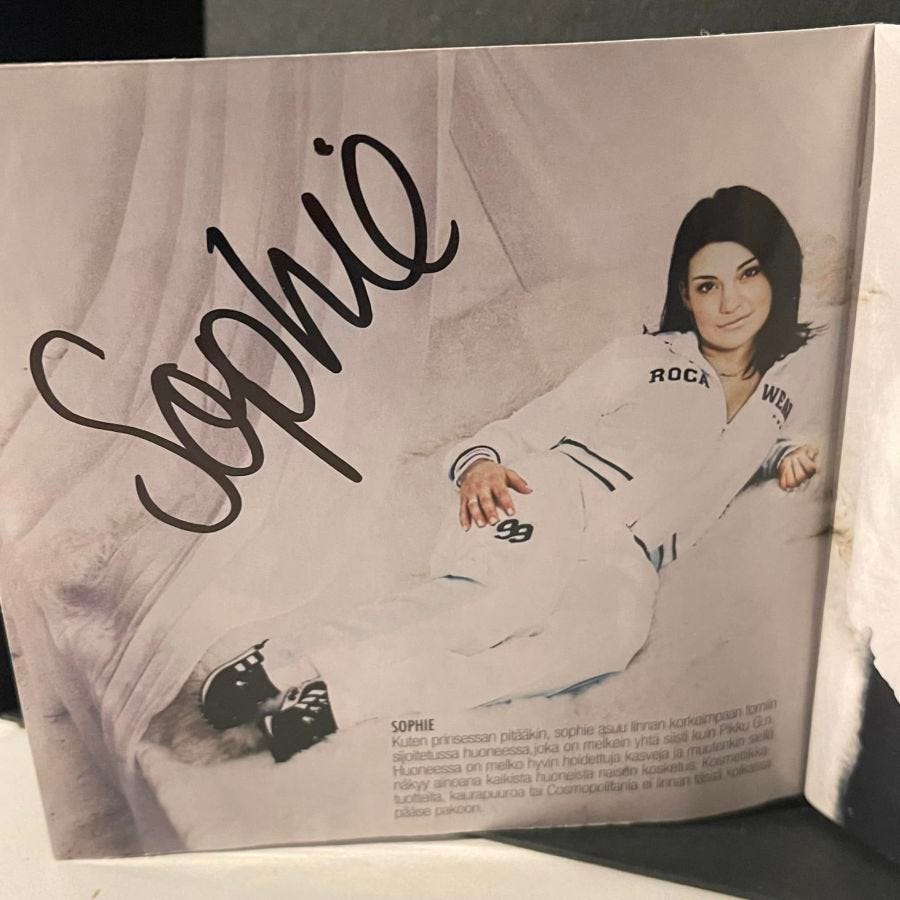 Sophie
ROCA WEAR
99
SOPHIE
Kuten prinsessan pitääkin, sophie asuu linnan korkeimpaan torniin
sijoitetussa huoneessa,joka on melkein yhtä siisti kuin Pikku G:n.
Huoneessa on melko hyvin hoidettuja kasveja ja muutenkin siellä
näkyy ainoana kaikista huoneista naisen kosketus. Kosmetiikka-
tuotteita, kaurapuuroa tai Cosmopolitania ei linnan tässä kolkassa
pääse pakoon.